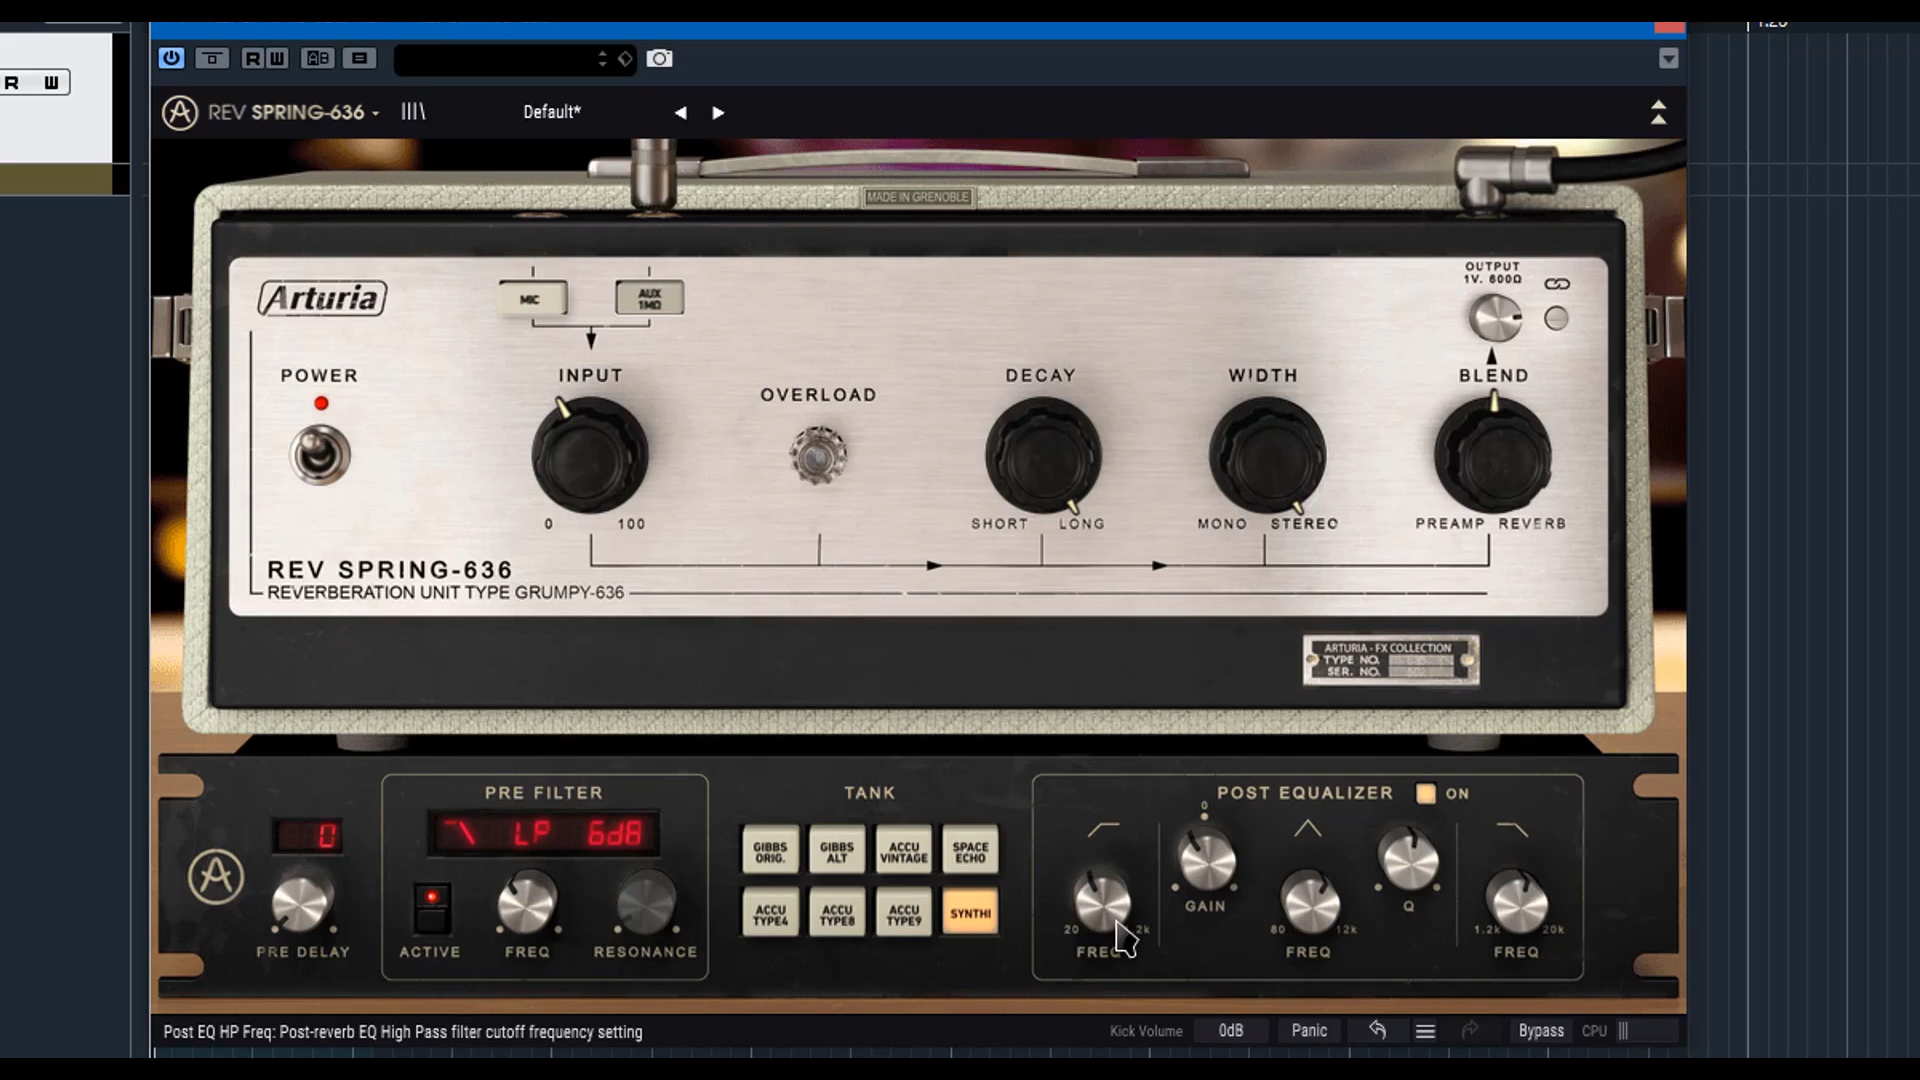 1.25
R W
R W
REV SPRING-636
Default*
MADE IN GRENOBLE
Arturia
MIC
AUX
1MΩ
OUTPUT
1V. 600Ω
POWER
INPUT
OVERLOAD
DECAY
WIDTH
BLEND
0 100
SHORT LONG
MONO STEREO
PREAMP REVERB
REV SPRING-636
REVERBERATION UNIT TYPE GRUMPY-636
ARTURIA - FX COLLECTION
TYPE NO.
SER. NO.
PRE FILTER
TANK
POST EQUALIZER ON
0
0
LP 6dB
GIBBS
ORIG.
GIBBS
ALT
ACCU
VINTAGE
SPACE
ECHO
ACCU
TYPE4
ACCU
TYPE8
ACCU
TYPE9
SYNTHI
GAIN
Q
20 2k
80 12k
1.2k 20k
PRE DELAY
ACTIVE
FREQ
RESONANCE
FREQ
FREQ
FREQ
Post EQ HP Freq: Post-reverb EQ High Pass filter cutoff frequency setting
Kick Volume 0dB Panic Bypass CPU